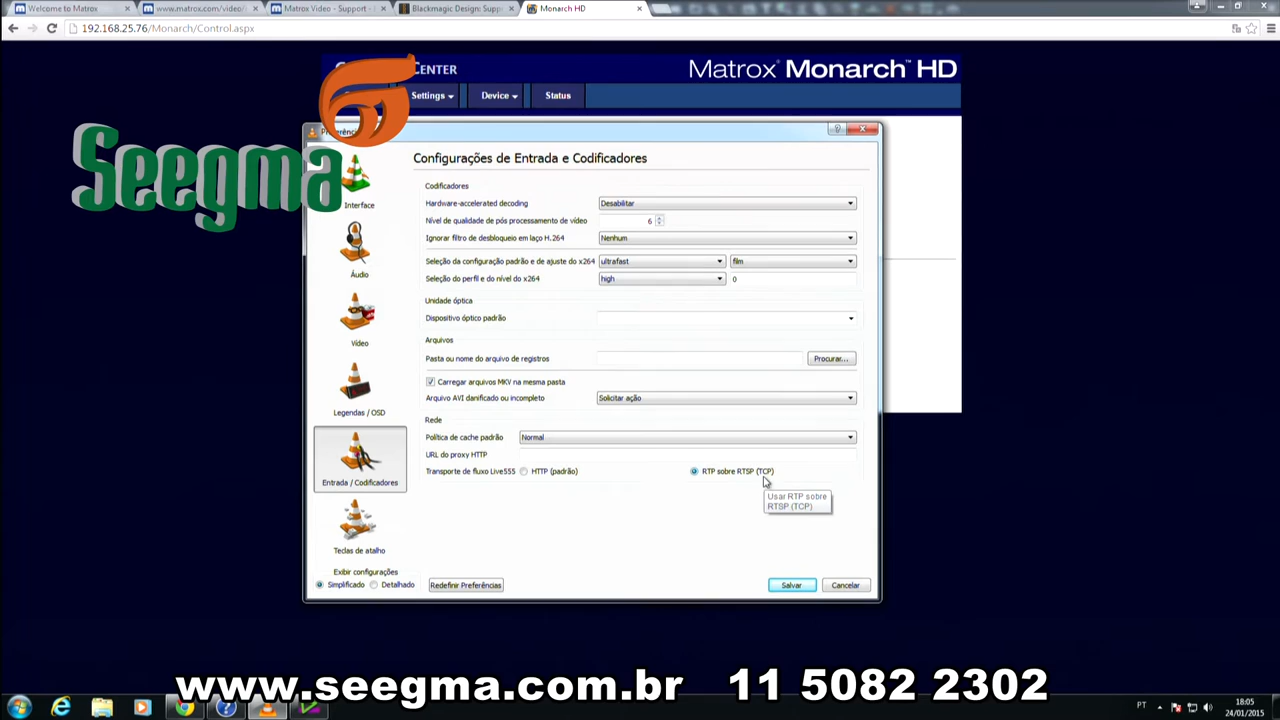 Welcome to Matrox
www.matrox.com/video/
Matrox Video - Support -
Blackmagic Design: Supp
Monarch HD
192.168.25.76/Monarch/Control.aspx
CENTER
Matrox® Monarch™ HD
Settings
Device
Status
Seegma
Configurações de Entrada e Codificadores
Codificadores
Hardware-accelerated decoding
Desabilitar
Nível de qualidade de pós processamento de vídeo
6
Ignorar filtro de desbloqueio em laço H.264
Nenhum
Seleção da configuração padrão e de ajuste do x264
ultrafast
film
Seleção do perfil e do nível do x264
high
0
Unidade óptica
Dispositivo óptico padrão
Arquivos
Pasta ou nome do arquivo de registros
Procurar...
Carregar arquivos MKV na mesma pasta
Arquivo AVI danificado ou incompleto
Solicitar ação
Rede
Política de cache padrão
Normal
URL do proxy HTTP
Transporte de fluxo Live555
HTTP (padrão)
RTP sobre RTSP (TCP)
Usar RTP sobre
RTSP (TCP)
Interface
Áudio
Vídeo
Legendas / OSD
Entrada / Codificadores
Teclas de atalho
Exibir configurações
Simplificado
Detalhado
Redefinir Preferências
Salvar
Cancelar
www.seegma.com.br 11 5082 2302
PT
18:05
24/01/2015